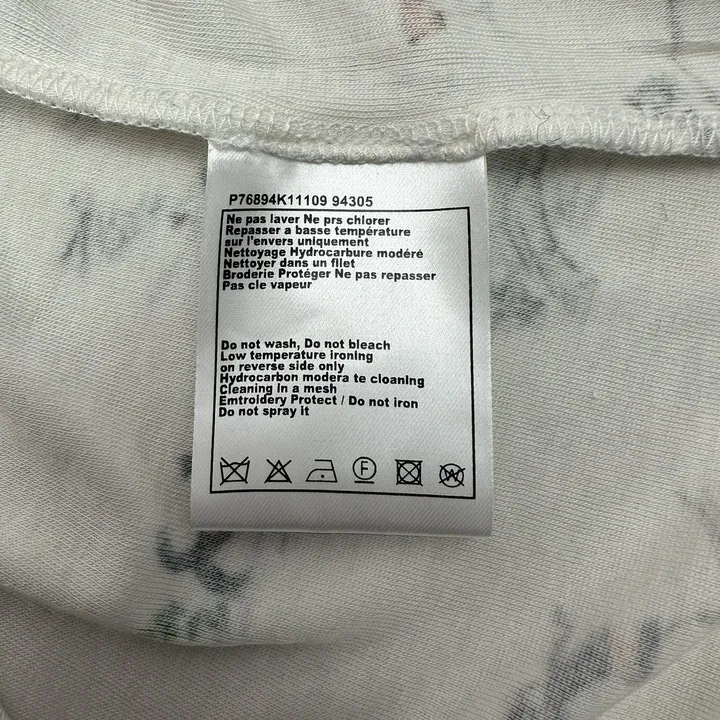 P76894K11109 94305
Ne pas laver Ne prs chlorer
Repasser a basse température
sur l'envers uniquement
Nettoyage Hydrocarbure modéré
Nettoyer dans un filet
Broderie Protéger Ne pas repasser
Pas cle vapeur
Do not wash, Do not bleach
Low temperature ironing
on reverse side only
Hydrocarbon modera te cloaning
Cleaning in a mesh
Emtroldery Protect / Do not iron
Do not spray it
F
W